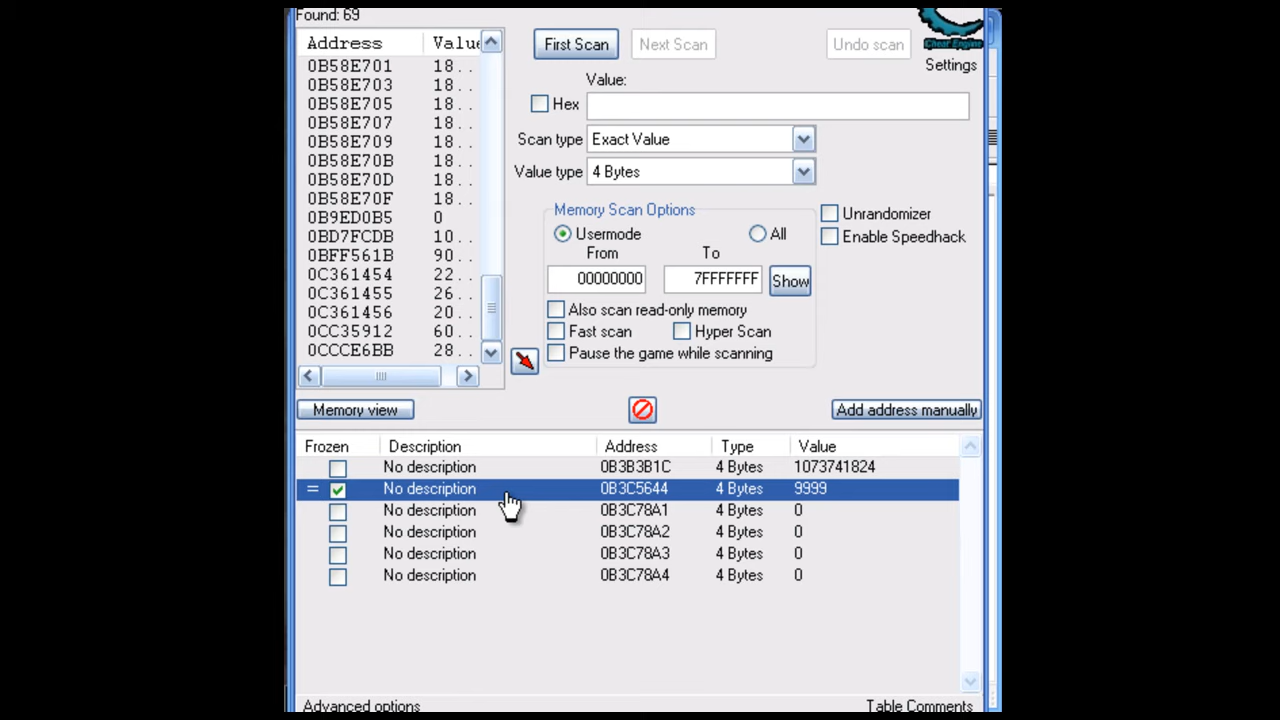 Found: 69
Address Value
0B58E701 18..
0B58E703 18..
0B58E705 18..
0B58E707 18..
0B58E709 18..
0B58E70B 18..
0B58E70D 18..
0B58E70F 18..
0B9ED0B5 0
0BD7FCDB 10..
0BFF561B 90..
0C361454 22..
0C361455 26..
0C361456 20..
0CC35912 60..
0CCCE6BB 28..
First Scan Next Scan Undo scan
Cheat Engine
Settings
Value:
Hex
Scan type Exact Value
Value type 4 Bytes
Memory Scan Options
Usermode All
From To
00000000 7FFFFFFF Show
Also scan read-only memory
Fast scan Hyper Scan
Pause the game while scanning
Unrandomizer
Enable Speedhack
Memory view Add address manually
Frozen Description Address Type Value
No description 0B3B3B1C 4 Bytes 1073741824
= No description 0B3C5644 4 Bytes 9999
No description 0B3C78A1 4 Bytes 0
No description 0B3C78A2 4 Bytes 0
No description 0B3C78A3 4 Bytes 0
No description 0B3C78A4 4 Bytes 0
Advanced options Table Comments